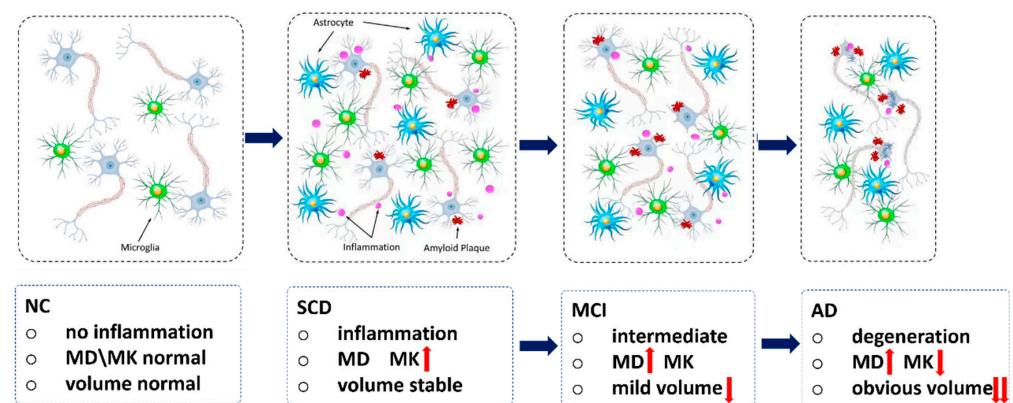 Astrocyte
Microglia
Inflammation
Amyloid Plaque
NC
○ no inflammation
○ MD\MK normal
○ volume normal
SCD
○ inflammation
○ MD MK↑
○ volume stable
MCI
○ intermediate
○ MD↑ MK
○ mild volume↓
AD
○ degeneration
○ MD↑ MK↓
○ obvious volume↓↓